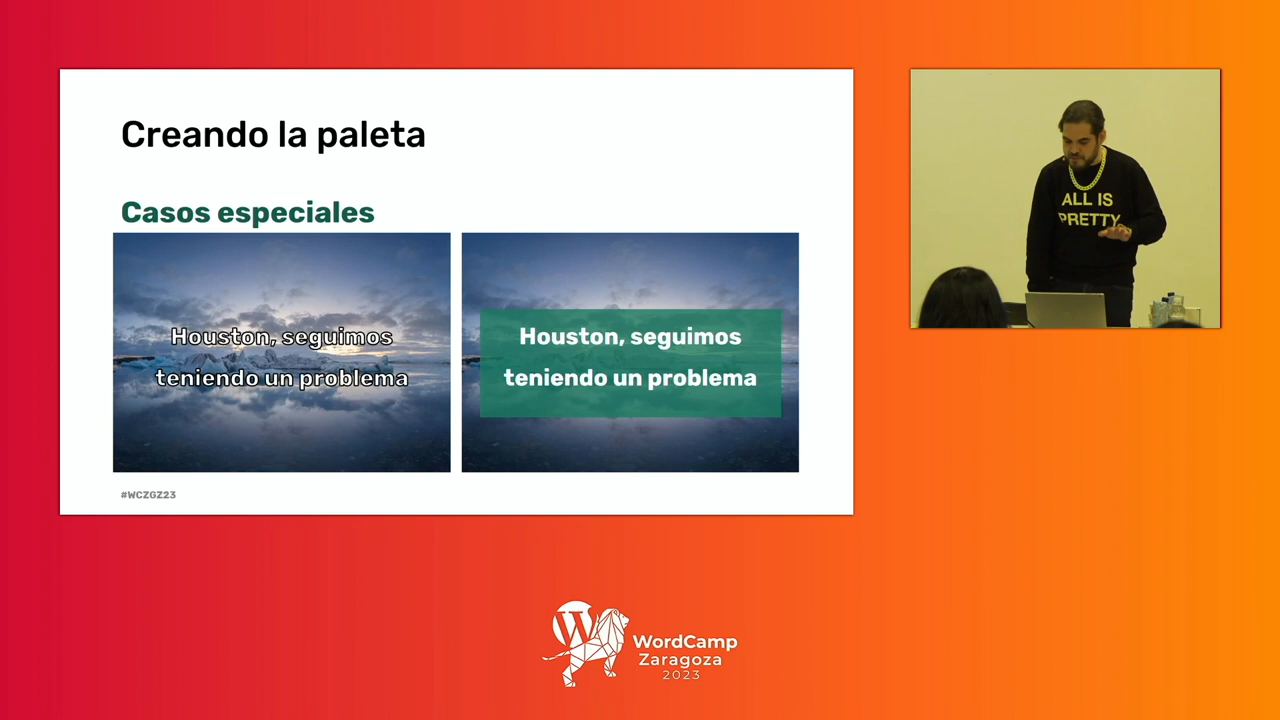 Creando la paleta
Casos especiales
Houston, seguimos
teniendo un problema
Houston, seguimos
teniendo un problema
#WCZGZ23
ALL IS
PRETTY
W
WordCamp
Zaragoza
2023